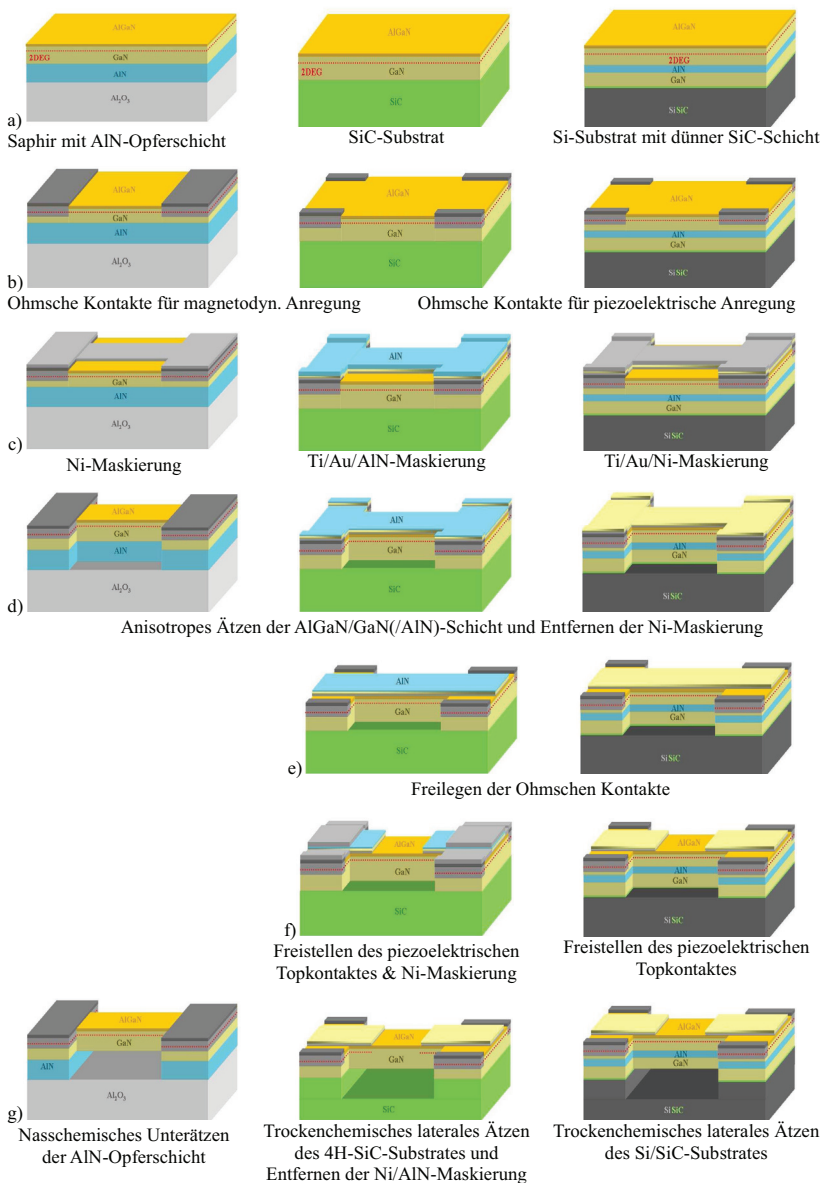 AlGaN
AlGaN
AlGaN
2DEG GaN
2DEG GaN
2DEG
AlN
AlN
GaN
Al₂O₃
SiC
SiSiC
a)
Saphir mit AlN-Opferschicht
SiC-Substrat
Si-Substrat mit dünner SiC-Schicht
AlGaN
AlGaN
AlGaN
GaN
GaN
AlN
AlN
GaN
Al₂O₃
SiC
SiSiC
b)
Ohmsche Kontakte für magnetodyn. Anregung
Ohmsche Kontakte für piezoelektrische Anregung
AlN
GaN
GaN
AlN
AlN
GaN
Al₂O₃
SiC
SiSiC
c)
Ni-Maskierung
Ti/Au/AlN-Maskierung
Ti/Au/Ni-Maskierung
AlGaN
AlN
GaN
GaN
AlN
AlN
GaN
Al₂O₃
SiC
SiSiC
d)
Anisotropes Ätzen der AlGaN/GaN(/AlN)-Schicht und Entfernen der Ni-Maskierung
AlN
GaN
AlN
GaN
SiC
SiSiC
e)
Freilegen der Ohmschen Kontakte
AlGaN
AlGaN
GaN
AlN
GaN
SiC
SiSiC
f)
Freistellen des piezoelektrischen
Topkontaktes & Ni-Maskierung
Freistellen des piezoelektrischen
Topkontaktes
AlGaN
AlGaN
AlGaN
GaN
GaN
AlN
GaN
AlN
Al₂O₃
SiC
SiSiC
g)
Nasschemisches Unterätzen
der AlN-Opferschicht
Trockenchemisches laterales Ätzen
des 4H-SiC-Substrates und
Entfernen der Ni/AlN-Maskierung
Trockenchemisches laterales Ätzen
des Si/SiC-Substrates